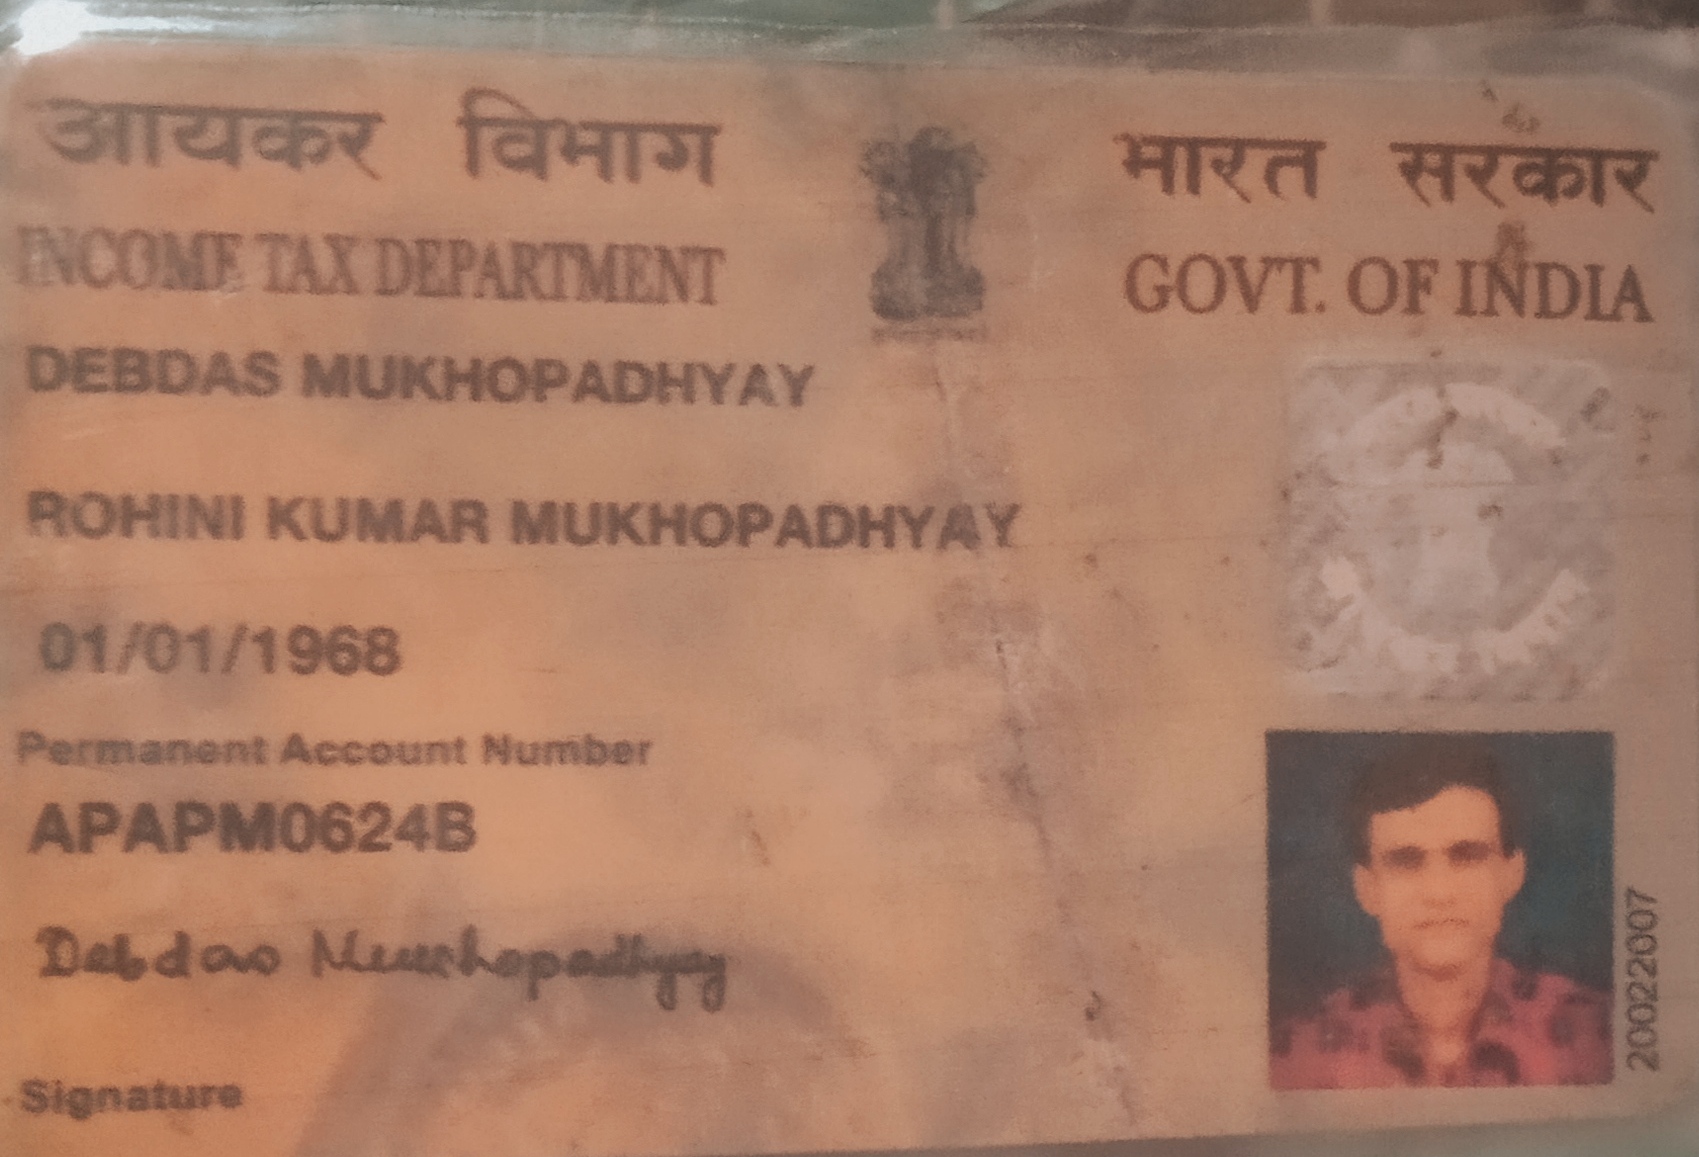 आयकर विभाग
INCOME TAX DEPARTMENT
भारत सरकार
GOVT. OF INDIA
DEBDAS MUKHOPADHYAY
ROHINI KUMAR MUKHOPADHYAY
01/01/1968
Permanent Account Number
APAPM0624B
Debdas Mukhopadhyay
Signature
20022007